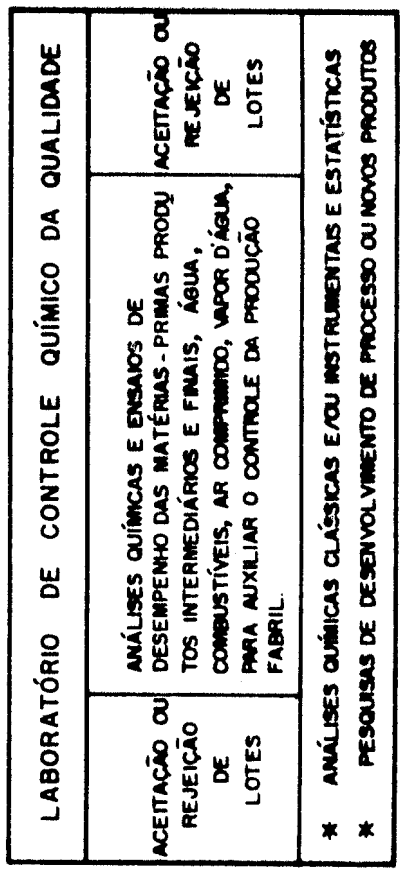 LABORATÓRIO DE CONTROLE QUÍMICO DA QUALIDADE
ACEITAÇÃO OU
REJEIÇÃO
DE
LOTES
ANÁLISES QUÍMICAS E ENSAIOS DE
DESEMPENHO DAS MATÉRIAS-PRIMAS PRODU
TOS INTERMEDIÁRIOS E FINAIS, ÁGUA,
COMBUSTÍVEIS, AR COMPRIMIDO, VAPOR D'ÁGUA,
PARA AUXILIAR O CONTROLE DA PRODUÇÃO
FABRIL.
ACEITAÇÃO OU
REJEIÇÃO
DE
LOTES
* ANÁLISES QUÍMICAS CLÁSSICAS E/OU INSTRUMENTAIS E ESTATÍSTICAS
* PESQUISAS DE DESENVOLVIMENTO DE PROCESSO OU NOVOS PRODUTOS